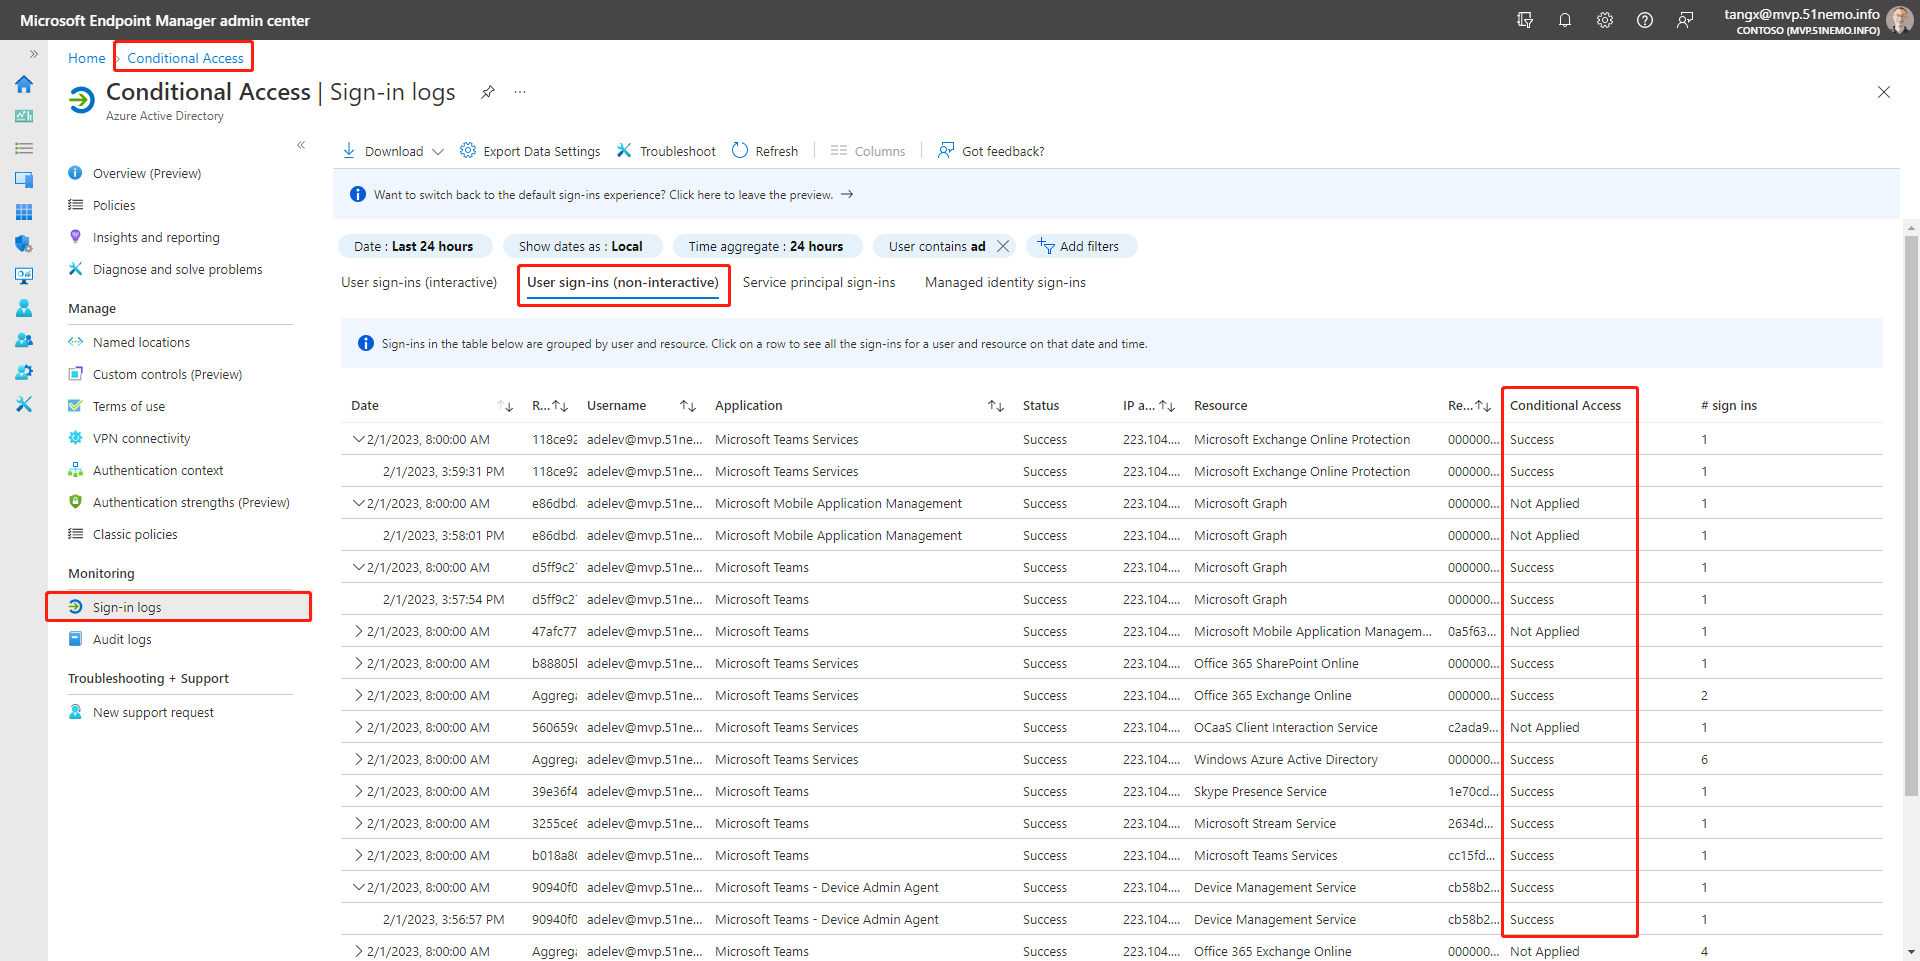 Microsoft Endpoint Manager admin center
tangx@mvp.51nemo.info
CONTOSO (MVP.51NEMO.INFO)
Home > Conditional Access
Conditional Access | Sign-in logs
Azure Active Directory
Overview (Preview)
Policies
Insights and reporting
Diagnose and solve problems
Manage
Named locations
Custom controls (Preview)
Terms of use
VPN connectivity
Authentication context
Authentication strengths (Preview)
Classic policies
Monitoring
Sign-in logs
Audit logs
Troubleshooting + Support
New support request
Download Export Data Settings Troubleshoot Refresh Columns Got feedback?
Want to switch back to the default sign-ins experience? Click here to leave the preview. →
Date : Last 24 hours Show dates as : Local Time aggregate : 24 hours User contains ad Add filters
User sign-ins (interactive) User sign-ins (non-interactive) Service principal sign-ins Managed identity sign-ins
Sign-ins in the table below are grouped by user and resource. Click on a row to see all the sign-ins for a user and resource on that date and time.
Date R... Username Application Status IP a... Resource Re... Conditional Access # sign ins
2/1/2023, 8:00:00 AM 118ce92 adelev@mvp.51ne... Microsoft Teams Services Success 223.104.... Microsoft Exchange Online Protection 000000... Success 1
2/1/2023, 3:59:31 PM 118ce92 adelev@mvp.51ne... Microsoft Teams Services Success 223.104.... Microsoft Exchange Online Protection 000000... Success 1
2/1/2023, 8:00:00 AM e86dbd adelev@mvp.51ne... Microsoft Mobile Application Management Success 223.104.... Microsoft Graph 000000... Not Applied 1
2/1/2023, 3:58:01 PM e86dbd adelev@mvp.51ne... Microsoft Mobile Application Management Success 223.104.... Microsoft Graph 000000... Not Applied 1
2/1/2023, 8:00:00 AM d5ff9c2 adelev@mvp.51ne... Microsoft Teams Success 223.104.... Microsoft Graph 000000... Success 1
2/1/2023, 3:57:54 PM d5ff9c2 adelev@mvp.51ne... Microsoft Teams Success 223.104.... Microsoft Graph 000000... Success 1
2/1/2023, 8:00:00 AM 47afc77 adelev@mvp.51ne... Microsoft Teams Success 223.104.... Microsoft Mobile Application Managem... 0a5f63... Not Applied 1
2/1/2023, 8:00:00 AM b88805 adelev@mvp.51ne... Microsoft Teams Services Success 223.104.... Office 365 SharePoint Online 000000... Success 1
2/1/2023, 8:00:00 AM Aggreg adelev@mvp.51ne... Microsoft Teams Services Success 223.104.... Office 365 Exchange Online 000000... Success 2
2/1/2023, 8:00:00 AM 560659 adelev@mvp.51ne... Microsoft Teams Services Success 223.104.... OCaaS Client Interaction Service c2ada9... Not Applied 1
2/1/2023, 8:00:00 AM Aggreg adelev@mvp.51ne... Microsoft Teams Services Success 223.104.... Windows Azure Active Directory 000000... Success 6
2/1/2023, 8:00:00 AM 39e36f4 adelev@mvp.51ne... Microsoft Teams Success 223.104.... Skype Presence Service 1e70cd... Success 1
2/1/2023, 8:00:00 AM 3255ce6 adelev@mvp.51ne... Microsoft Teams Success 223.104.... Microsoft Stream Service 2634d... Success 1
2/1/2023, 8:00:00 AM b018a8 adelev@mvp.51ne... Microsoft Teams Success 223.104.... Microsoft Teams Services cc15fd... Success 1
2/1/2023, 8:00:00 AM 90940f0 adelev@mvp.51ne... Microsoft Teams - Device Admin Agent Success 223.104.... Device Management Service cb58b2... Success 1
2/1/2023, 3:56:57 PM 90940f0 adelev@mvp.51ne... Microsoft Teams - Device Admin Agent Success 223.104.... Device Management Service cb58b2... Success 1
2/1/2023, 8:00:00 AM Aggreg adelev@mvp.51ne... Microsoft Teams Success 223.104.... Office 365 Exchange Online 000000... Not Applied 4